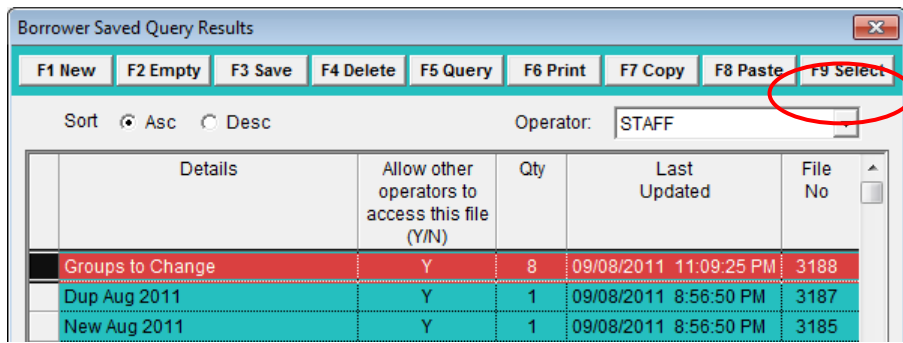 Borrower Saved Query Results
F1 New F2 Empty F3 Save F4 Delete F5 Query F6 Print F7 Copy F8 Paste F9 Select
Sort Asc Desc Operator: STAFF
Details Allow other operators to access this file (Y/N) Qty Last Updated File No
Groups to Change Y 8 09/08/2011 11:09:25 PM 3188
Dup Aug 2011 Y 1 09/08/2011 8:56:50 PM 3187
New Aug 2011 Y 1 09/08/2011 8:56:50 PM 3185